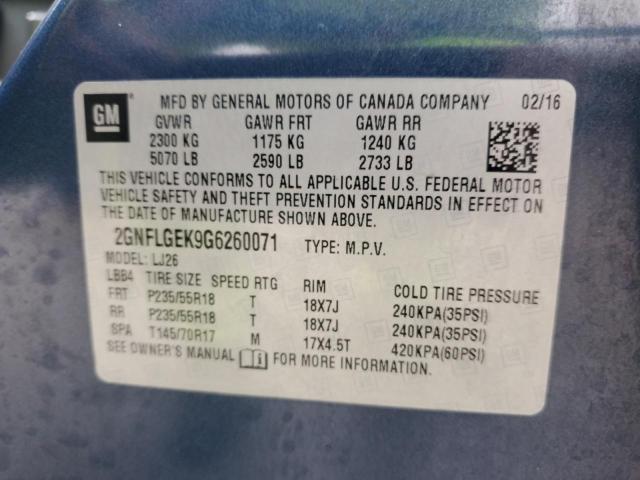 GM
MFD BY GENERAL MOTORS OF CANADA COMPANY 02/16
GVWR GAWR FRT GAWR RR
2300 KG 1175 KG 1240 KG
5070 LB 2590 LB 2733 LB
THIS VEHICLE CONFORMS TO ALL APPLICABLE U.S. FEDERAL MOTOR
VEHICLE SAFETY AND THEFT PREVENTION STANDARDS IN EFFECT ON
THE DATE OF MANUFACTURE SHOWN ABOVE.
2GNFLGEK9G6260071 TYPE: M.P.V.
MODEL: LJ26
LBB4 TIRE SIZE SPEED RTG RIM COLD TIRE PRESSURE
FRT P235/55R18 T 18X7J 240KPA(35PSI)
RR P235/55R18 T 18X7J 240KPA(35PSI)
SPA T145/70R17 M 17X4.5T 420KPA(60PSI)
SEE OWNER'S MANUAL FOR MORE INFORMATION.